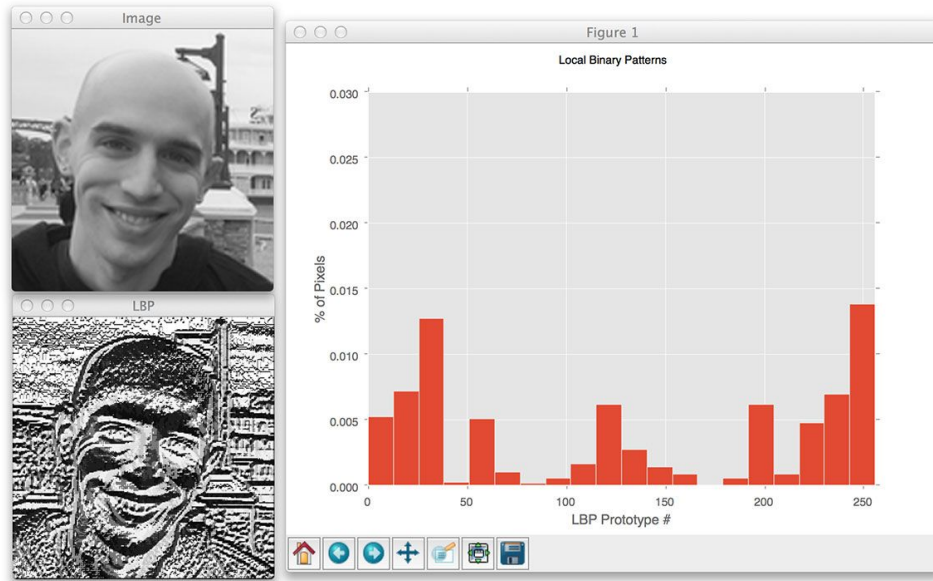 Image
LBP
Figure 1
Local Binary Patterns
0.030
0.025
0.020
0.015
0.010
0.005
0.000
% of Pixels
0 50 100 150 200 250
LBP Prototype #